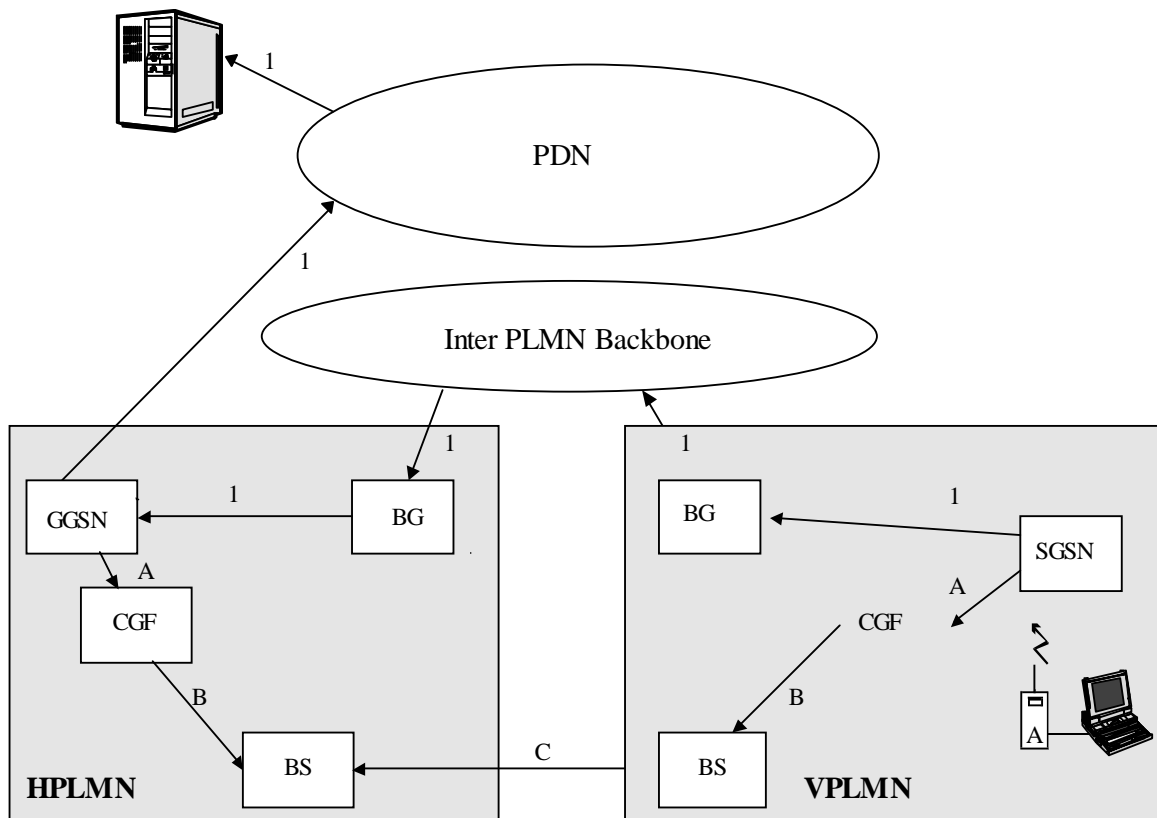 1
PDN
1
Inter PLMN Backbone
1
1
GGSN
1
BG
BG
1
SGSN
A
A
CGF
CGF
B
B
A
BS
C
BS
HPLMN
VPLMN